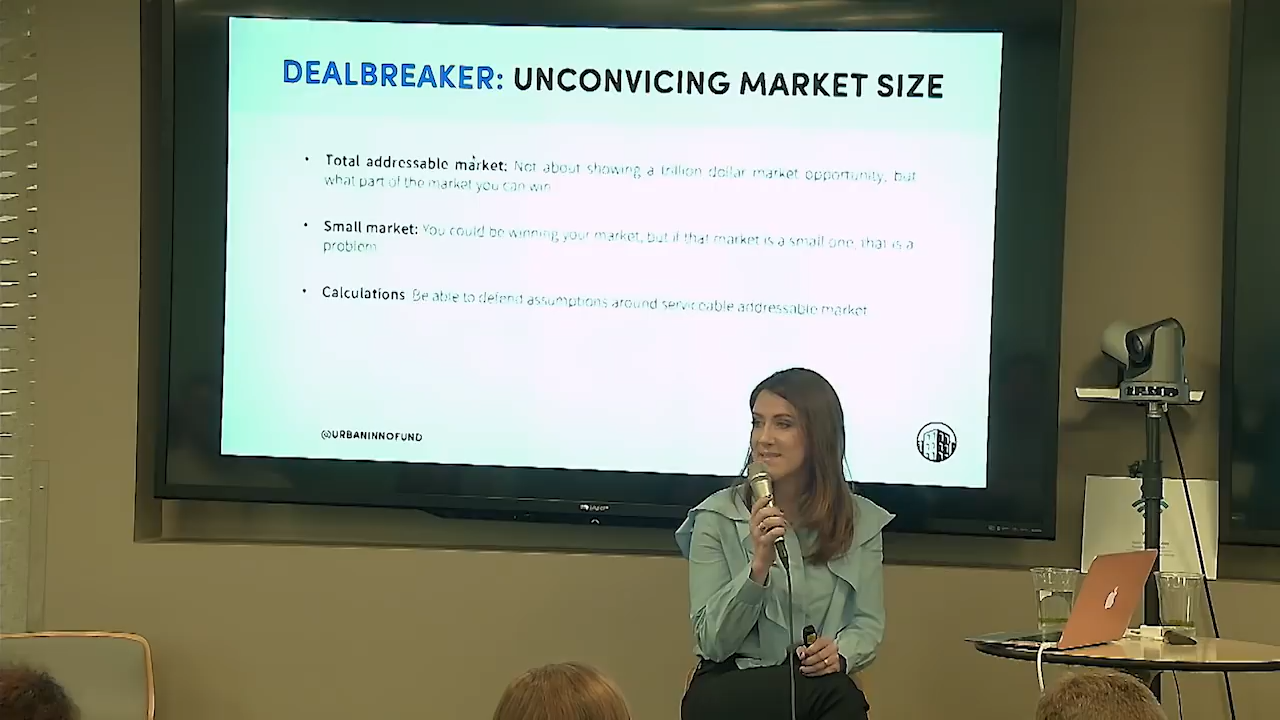 DEALBREAKER: UNCONVICING MARKET SIZE
• Total addressable market: Not about showing a trillion dollar market opportunity, but
what part of the market you can win
• Small market: You could be winning your market, but if that market is a small one, that is a
problem
• Calculations Be able to defend assumptions around serviceable addressable market
@URBANINNOFUND